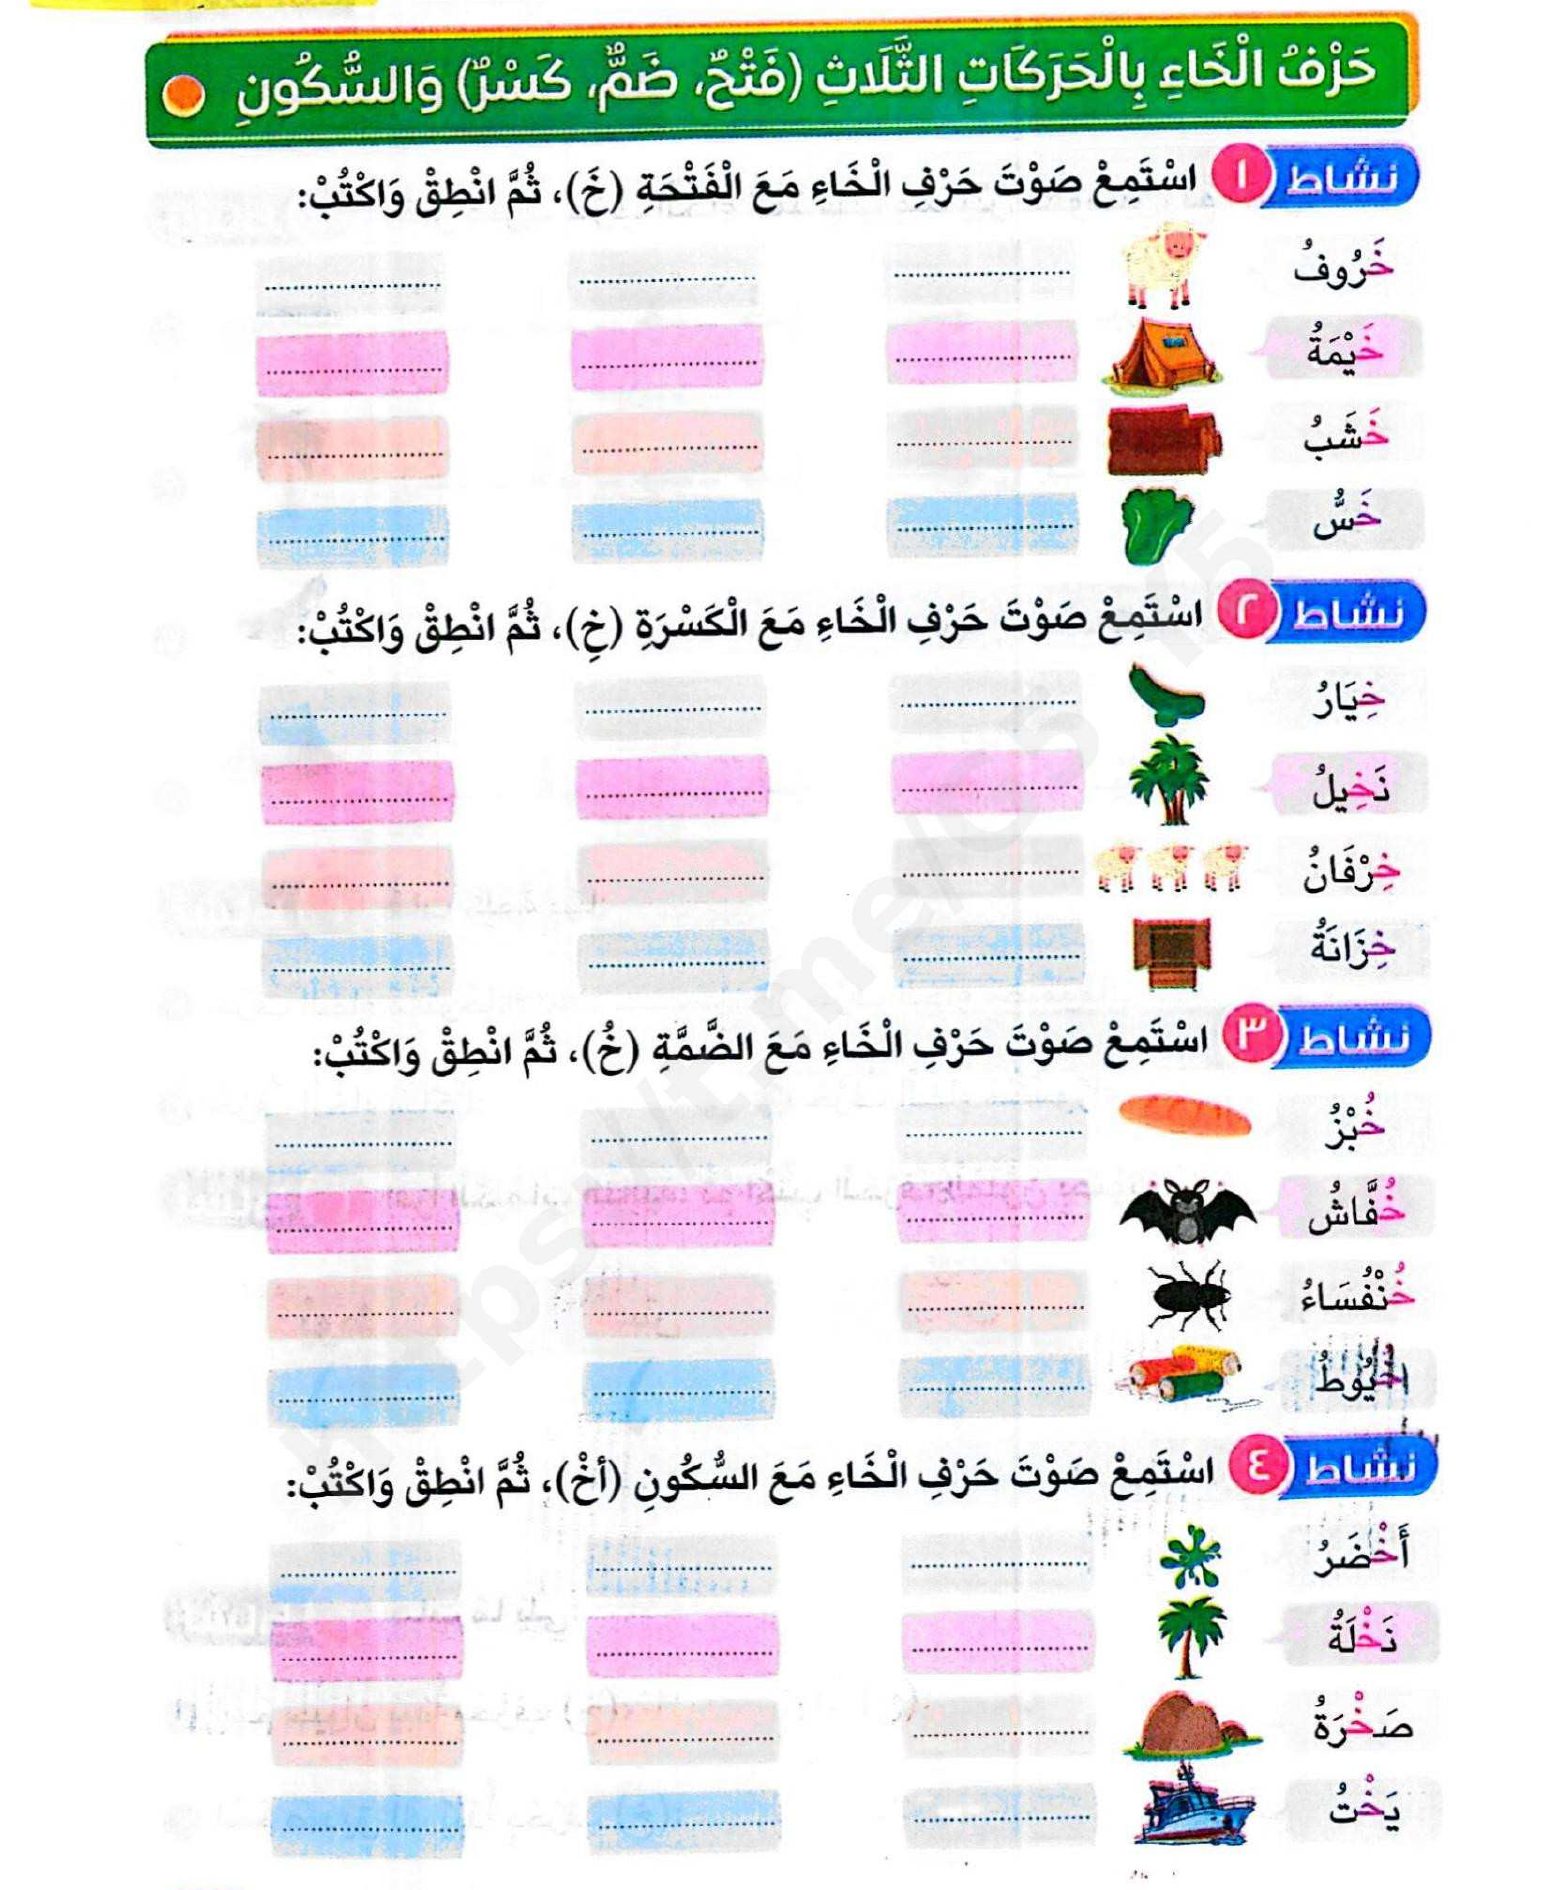 حَرْفُ الْخَاءِ بِالْحَرَكَاتِ الثَّلَاثِ (فَتْحٌ، ضَمٌّ، كَسْرٌ) وَالسُّكُونِ
نشاط ١ اسْتَمِعْ صَوْتَ حَرْفِ الْخَاءِ مَعَ الْفَتْحَةِ (خَ)، ثُمَّ انْطِقْ وَاكْتُبْ:
خَرُوفُ
خَيْمَةُ
خَشَبُ
خَسُّ
نشاط ٢ اسْتَمِعْ صَوْتَ حَرْفِ الْخَاءِ مَعَ الْكَسْرَةِ (خِ)، ثُمَّ انْطِقْ وَاكْتُبْ:
خِيَارُ
نَخِيلُ
خِرْفَانُ
خِزَانَةُ
نشاط ٣ اسْتَمِعْ صَوْتَ حَرْفِ الْخَاءِ مَعَ الضَّمَّةِ (خُ)، ثُمَّ انْطِقْ وَاكْتُبْ:
خُبْزُ
خُفَّاشُ
خُنْفُسَاءُ
خُيُوطُ
نشاط ٤ اسْتَمِعْ صَوْتَ حَرْفِ الْخَاءِ مَعَ السُّكُونِ (أخْ)، ثُمَّ انْطِقْ وَاكْتُبْ:
أَخْضَرُ
نَخْلَةُ
صَخْرَةُ
يَخْتُ